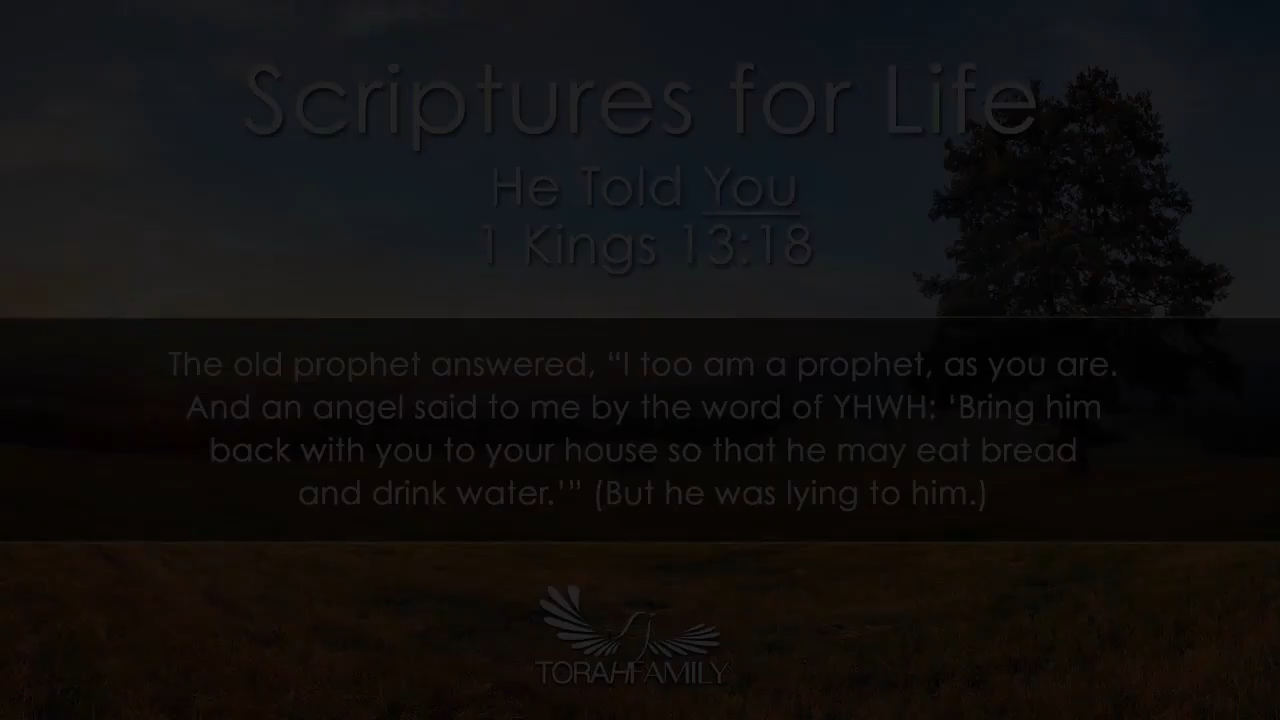 Scriptures for Life
He Told You
1 Kings 13:18
The old prophet answered, “I too am a prophet, as you are.
And an angel said to me by the word of YHWH: ‘Bring him
back with you to your house so that he may eat bread
and drink water.’” (But he was lying to him.)
TORAHFAMILY